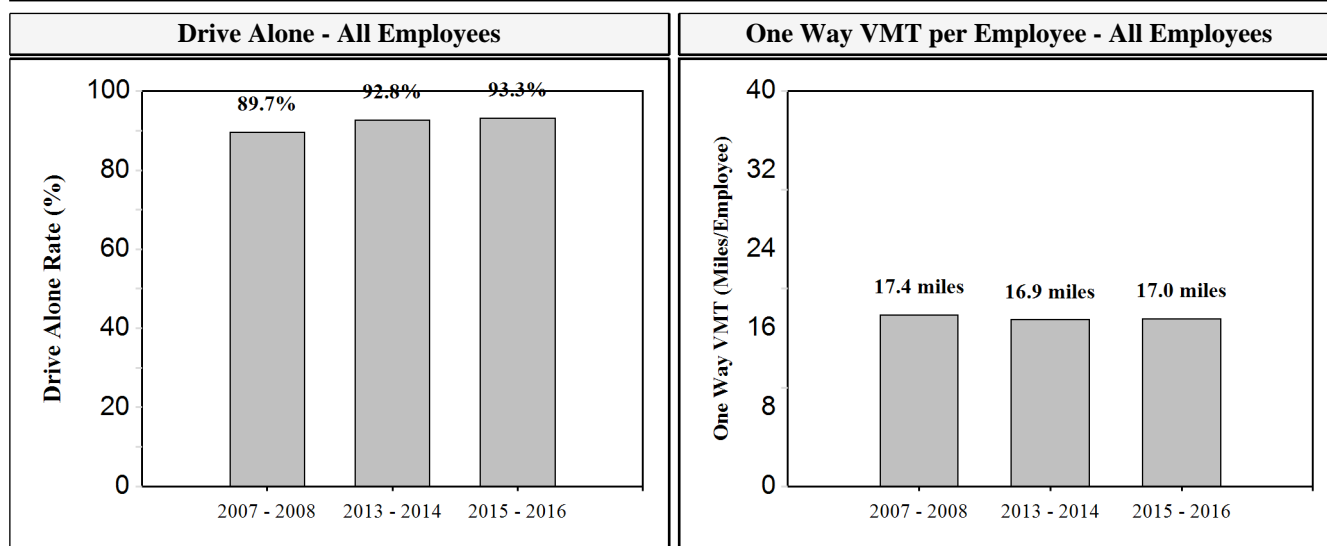 Drive Alone - All Employees
100
80
60
40
20
0
Drive Alone Rate (%)
89.7%
92.8%
93.3%
2007 - 2008
2013 - 2014
2015 - 2016
One Way VMT per Employee - All Employees
40
32
24
16
8
0
One Way VMT (Miles/Employee)
17.4 miles
16.9 miles
17.0 miles
2007 - 2008
2013 - 2014
2015 - 2016